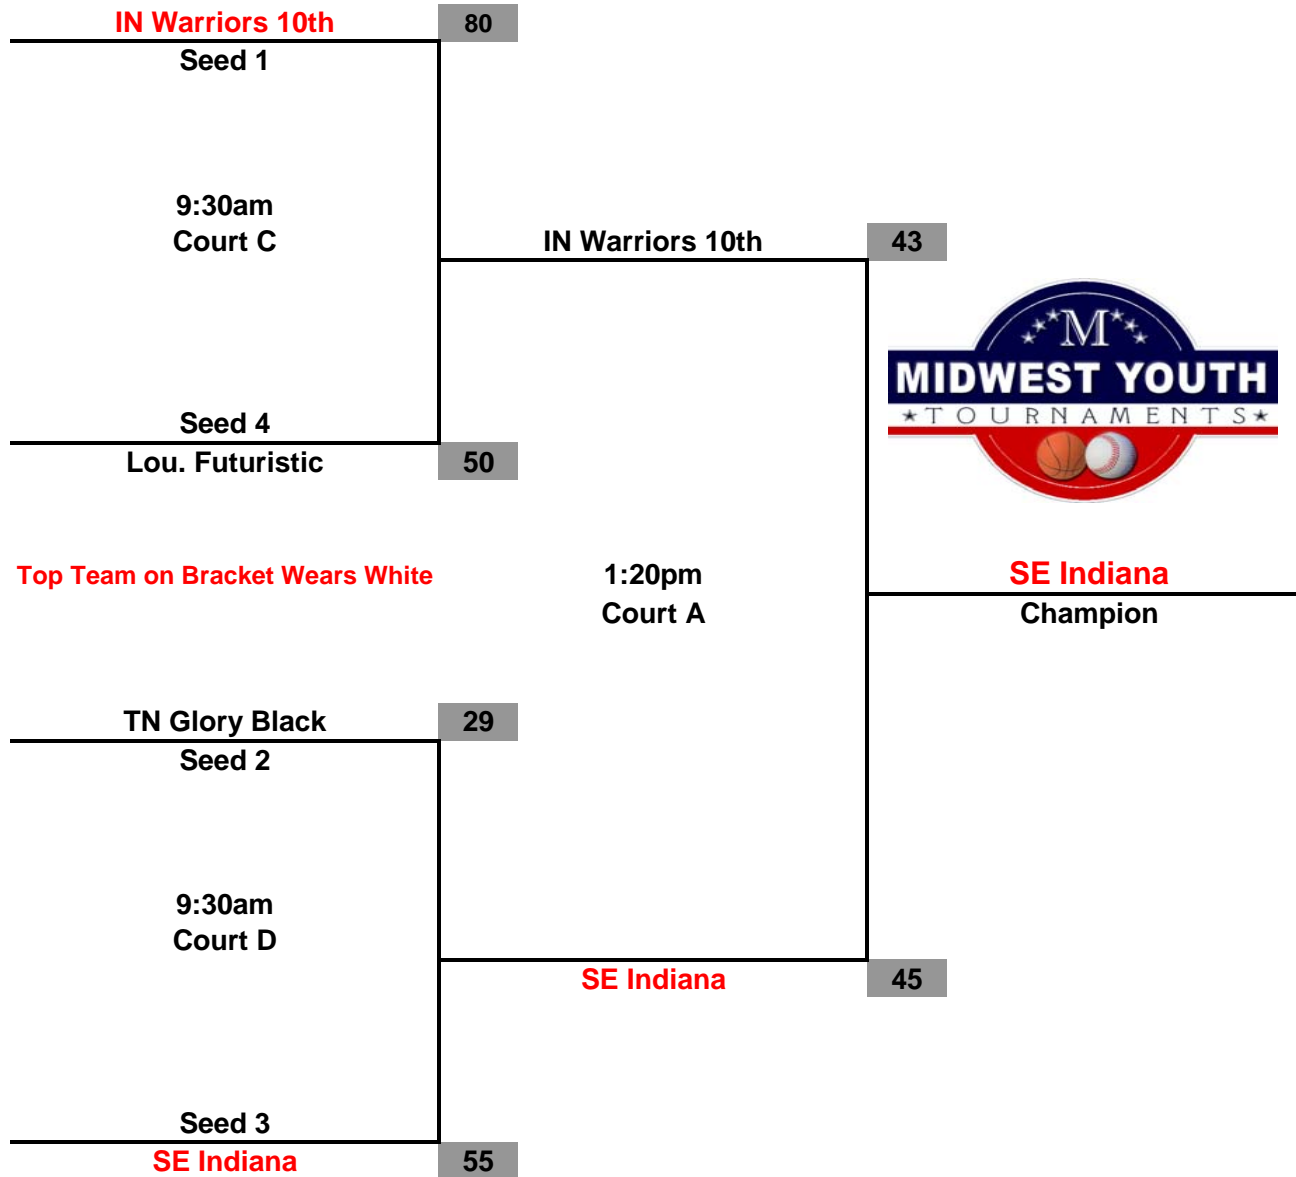 IN Warriors 10th 80
Seed 1
9:30am
Court C
IN Warriors 10th 43
M
MIDWEST YOUTH
TOURNAMENTS
Seed 4
Lou. Futuristic 50
Top Team on Bracket Wears White
1:20pm
Court A
SE Indiana
Champion
TN Glory Black 29
Seed 2
9:30am
Court D
SE Indiana 45
Seed 3
SE Indiana 55